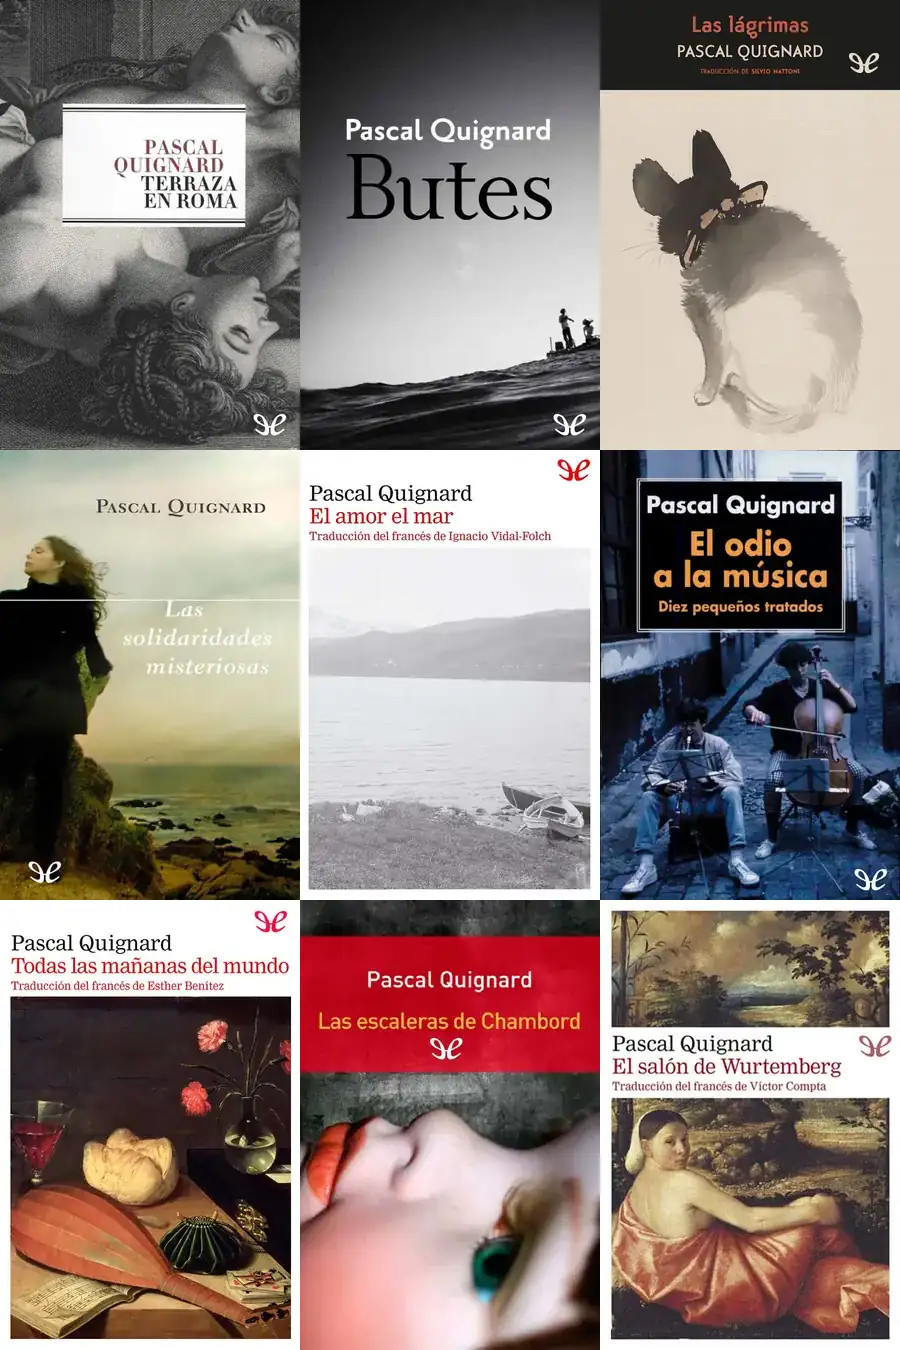 PASCAL
QUIGNARD
TERRAZA
EN ROMA
Pascal Quignard
Butes
Las lágrimas
PASCAL QUIGNARD
TRADUCCIÓN DE SILVIO MATTONI
PASCAL QUIGNARD
Las
solidaridades
misteriosas
Pascal Quignard
El amor el mar
Traducción del francés de Ignacio Vidal-Folch
Pascal Quignard
El odio
a la música
Diez pequeños tratados
Pascal Quignard
Todas las mañanas del mundo
Traducción del francés de Esther Benítez
Pascal Quignard
Las escaleras de Chambord
Pascal Quignard
El salón de Wurtemberg
Traducción del francés de Víctor Compta